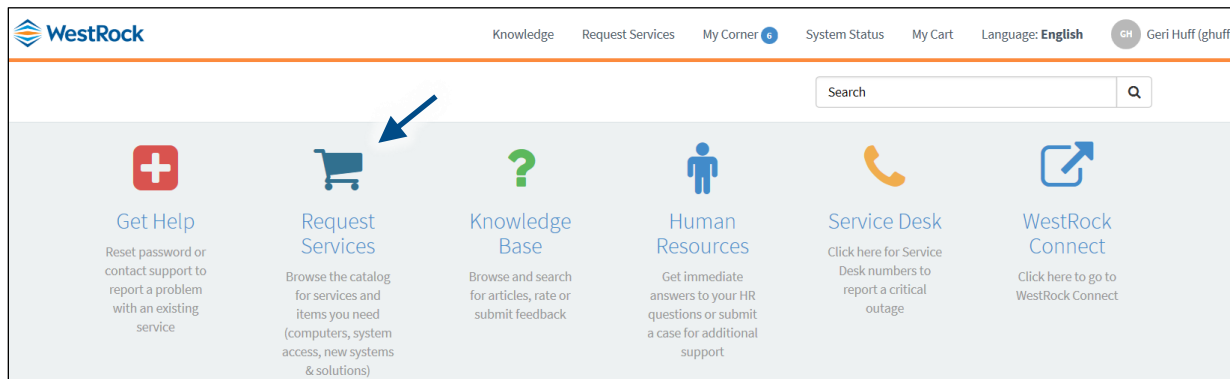 WestRock
Knowledge Request Services My Corner 6 System Status My Cart Language: English GH Geri Huff (ghuff
Search
Get Help
Reset password or
contact support to
report a problem
with an existing
service
Request
Services
Browse the catalog
for services and
items you need
(computers, system
access, new systems
& solutions)
Knowledge
Base
Browse and search
for articles, rate or
submit feedback
Human
Resources
Get immediate
answers to your HR
questions or submit
a case for additional
support
Service Desk
Click here for Service
Desk numbers to
report a critical
outage
WestRock
Connect
Click here to go to
WestRock Connect